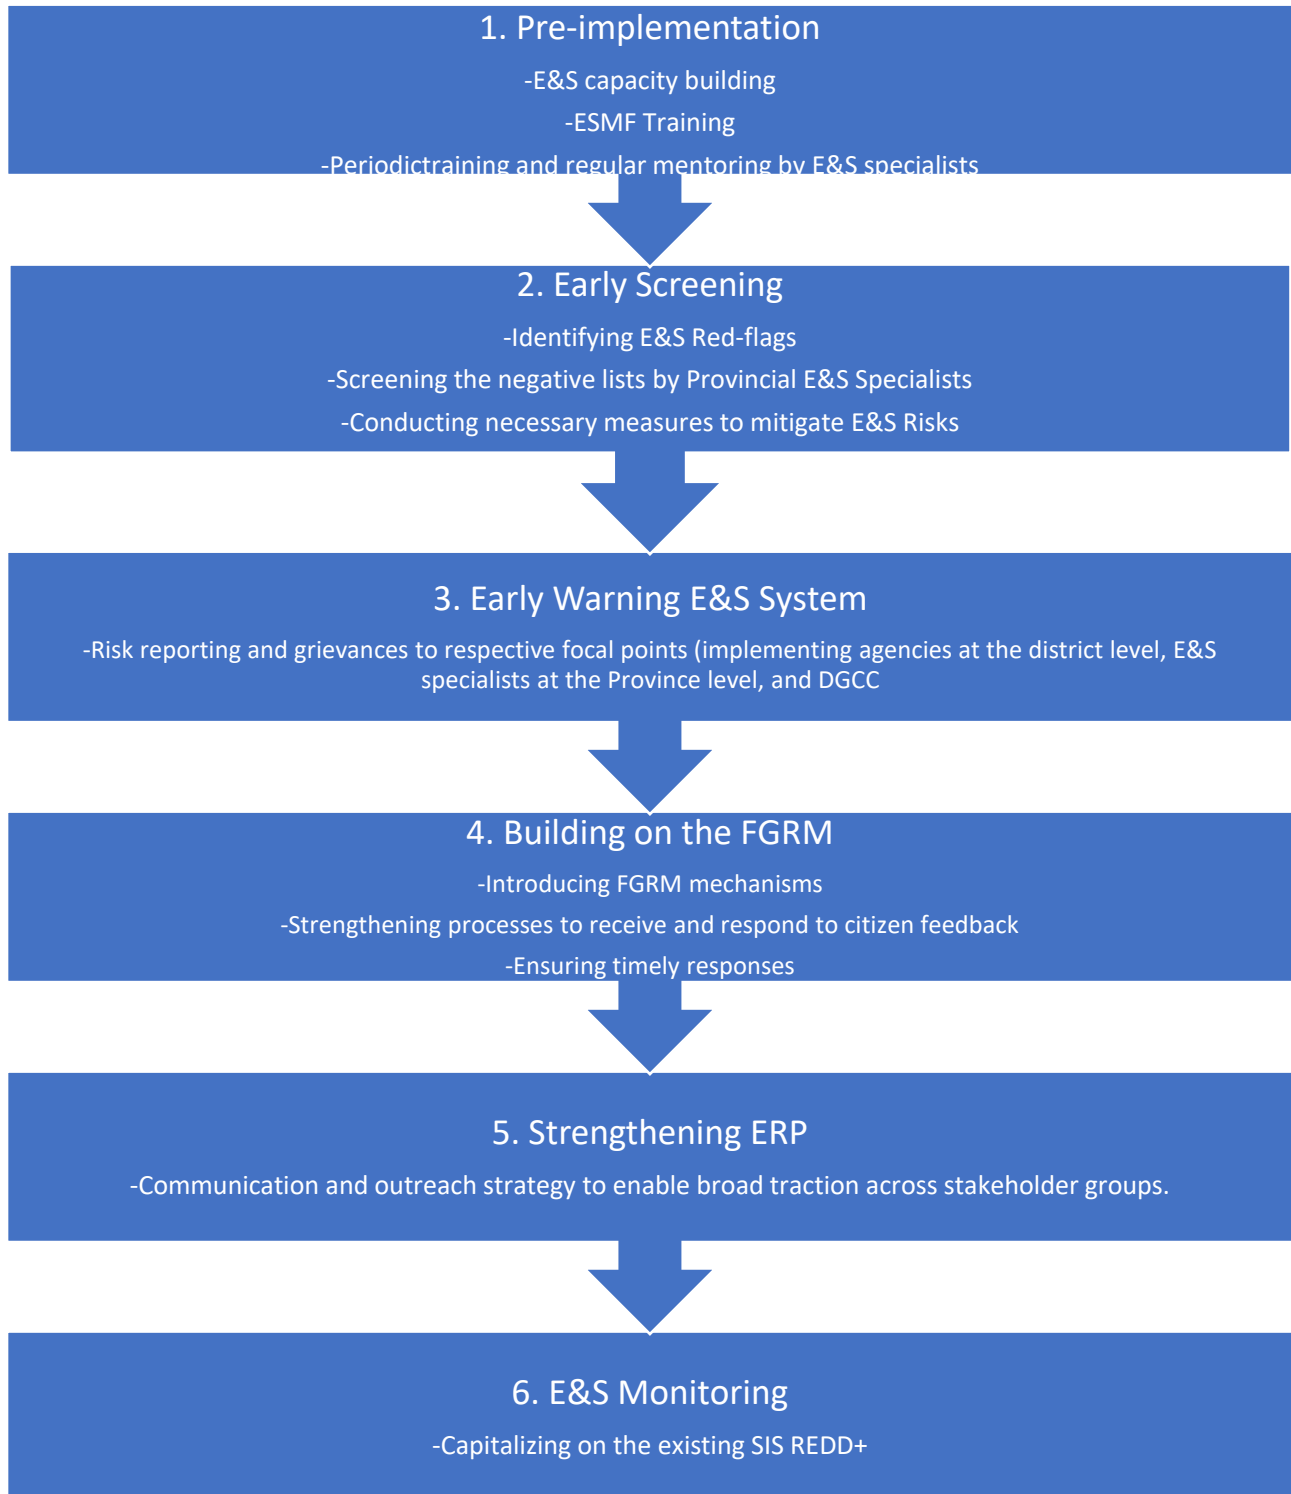 1. Pre-implementation
-E&S capacity building
-ESMF Training
-Periodictraining and regular mentoring by E&S specialists
2. Early Screening
-Identifying E&S Red-flags
-Screening the negative lists by Provincial E&S Specialists
-Conducting necessary measures to mitigate E&S Risks
3. Early Warning E&S System
-Risk reporting and grievances to respective focal points (implementing agencies at the district level, E&S
specialists at the Province level, and DGCC
4. Building on the FGRM
-Introducing FGRM mechanisms
-Strengthening processes to receive and respond to citizen feedback
-Ensuring timely responses
5. Strengthening ERP
-Communication and outreach strategy to enable broad traction across stakeholder groups.
6. E&S Monitoring
-Capitalizing on the existing SIS REDD+